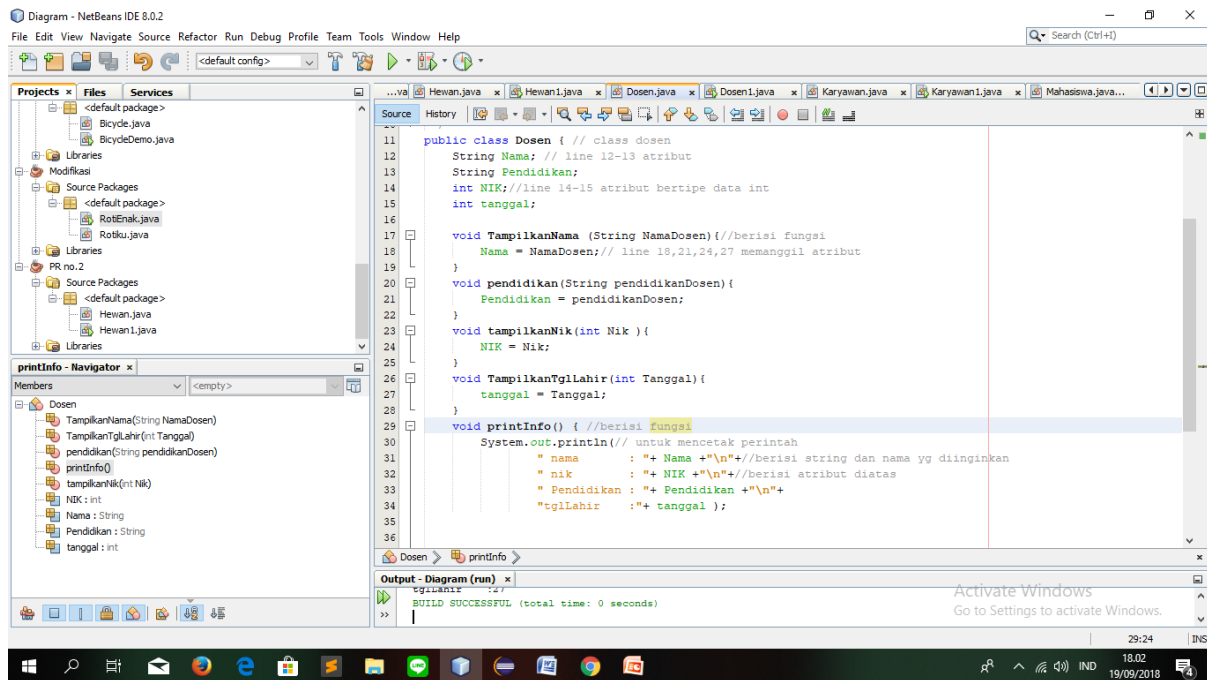 Diagram - NetBeans IDE 8.0.2
File Edit View Navigate Source Refactor Run Debug Profile Team Tools Window Help
Search (Ctrl+I)
<default config>
Projects Files Services
<default package>
Bicycle.java
BicycleDemo.java
Libraries
Modifikasi
Source Packages
<default package>
RotiEnak.java
Rotiku.java
Libraries
PR no.2
Source Packages
<default package>
Hewan.java
Hewan1.java
Libraries
printInfo - Navigator
Members <empty>
Dosen
TampilkanNama(String NamaDosen)
TampilkanTglLahir(int Tanggal)
pendidikan(String pendidikanDosen)
printInfo()
tampilkanNik(int Nik)
NIK : int
Nama : String
Pendidikan : String
tanggal : int
...va Hewan.java Hewan1.java Dosen.java Dosen1.java Karyawan.java Karyawan1.java Mahasiswa.java...
Source History
11 public class Dosen { // class dosen
12 String Nama; // line 12-13 atribut
13 String Pendidikan;
14 int NIK;//line 14-15 atribut bertipe data int
15 int tanggal;
16
17 void TampilkanNama (String NamaDosen){//berisi fungsi
18 Nama = NamaDosen;// line 18,21,24,27 memanggil atribut
19 }
20 void pendidikan(String pendidikanDosen){
21 Pendidikan = pendidikanDosen;
22 }
23 void tampilkanNik(int Nik ){
24 NIK = Nik;
25 }
26 void TampilkanTglLahir(int Tanggal){
27 tanggal = Tanggal;
28 }
29 void printInfo() { //berisi fungsi
30 System.out.println(// untuk mencetak perintah
31 " nama : "+ Nama +"\n"+//berisi string dan nama yg diinginkan
32 " nik : "+ NIK +"\n"+//berisi atribut diatas
33 " Pendidikan : "+ Pendidikan +"\n"+
34 "tglLahir :"+ tanggal );
35
36
Dosen printInfo
Output - Diagram (run)
tglLahir :27
BUILD SUCCESSFUL (total time: 0 seconds)
Activate Windows
Go to Settings to activate Windows.
29:24 INS
IND
18.02
19/09/2018
4